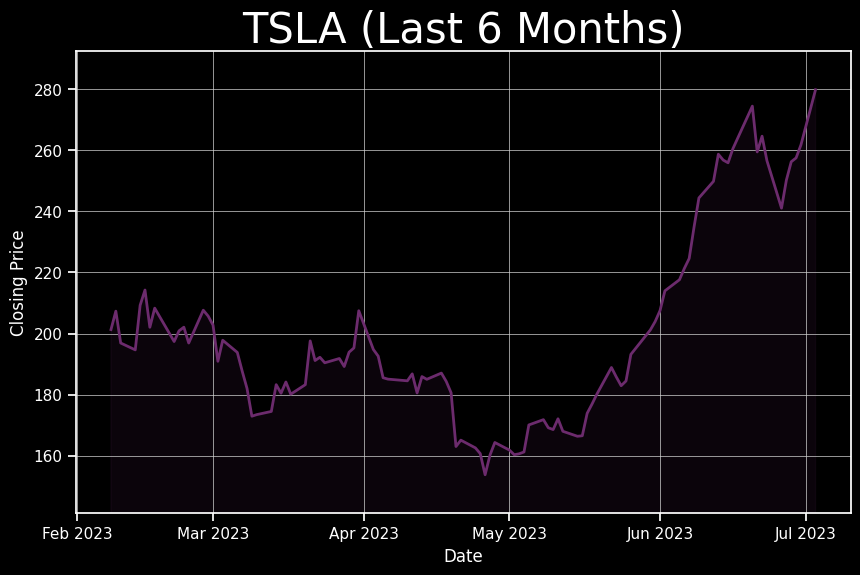 TSLA (Last 6 Months)
280
260
240
220
200
180
160
Closing Price
Feb 2023
Mar 2023
Apr 2023
May 2023
Jun 2023
Jul 2023
Date